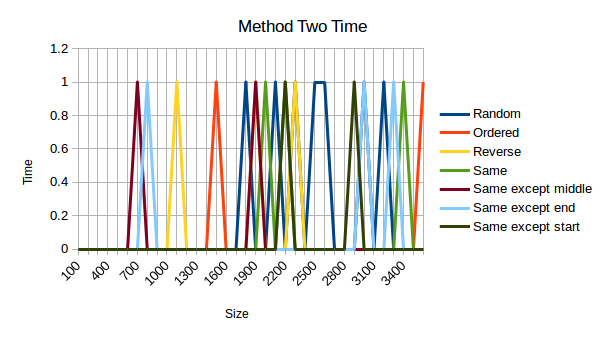 Method Two Time
1.2
1
0.8
0.6
0.4
0.2
0
Time
100
400
700
1000
1300
1600
1900
2200
2500
2800
3100
3400
Size
Random
Ordered
Reverse
Same
Same except middle
Same except end
Same except start